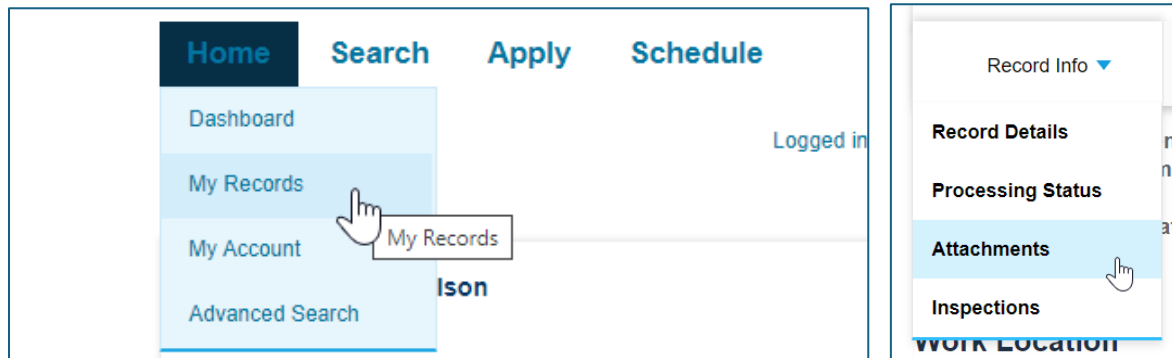 Home Search Apply Schedule
Dashboard
Logged in
My Records
My Records
My Account
lson
Advanced Search
Record Info
Record Details
Processing Status
Attachments
Inspections
Work Location